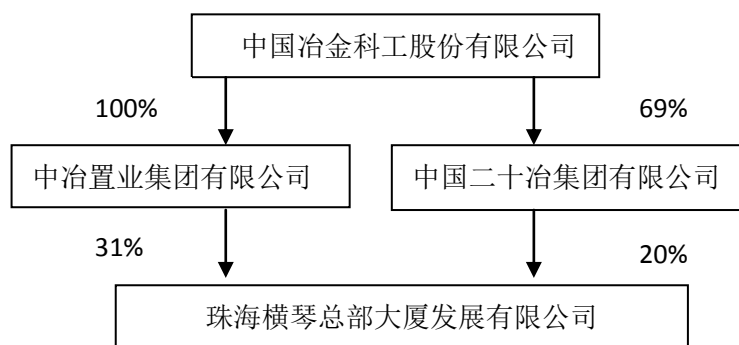 中国冶金科工股份有限公司
100%
69%
中冶置业集团有限公司
中国二十冶集团有限公司
31%
20%
珠海横琴总部大厦发展有限公司